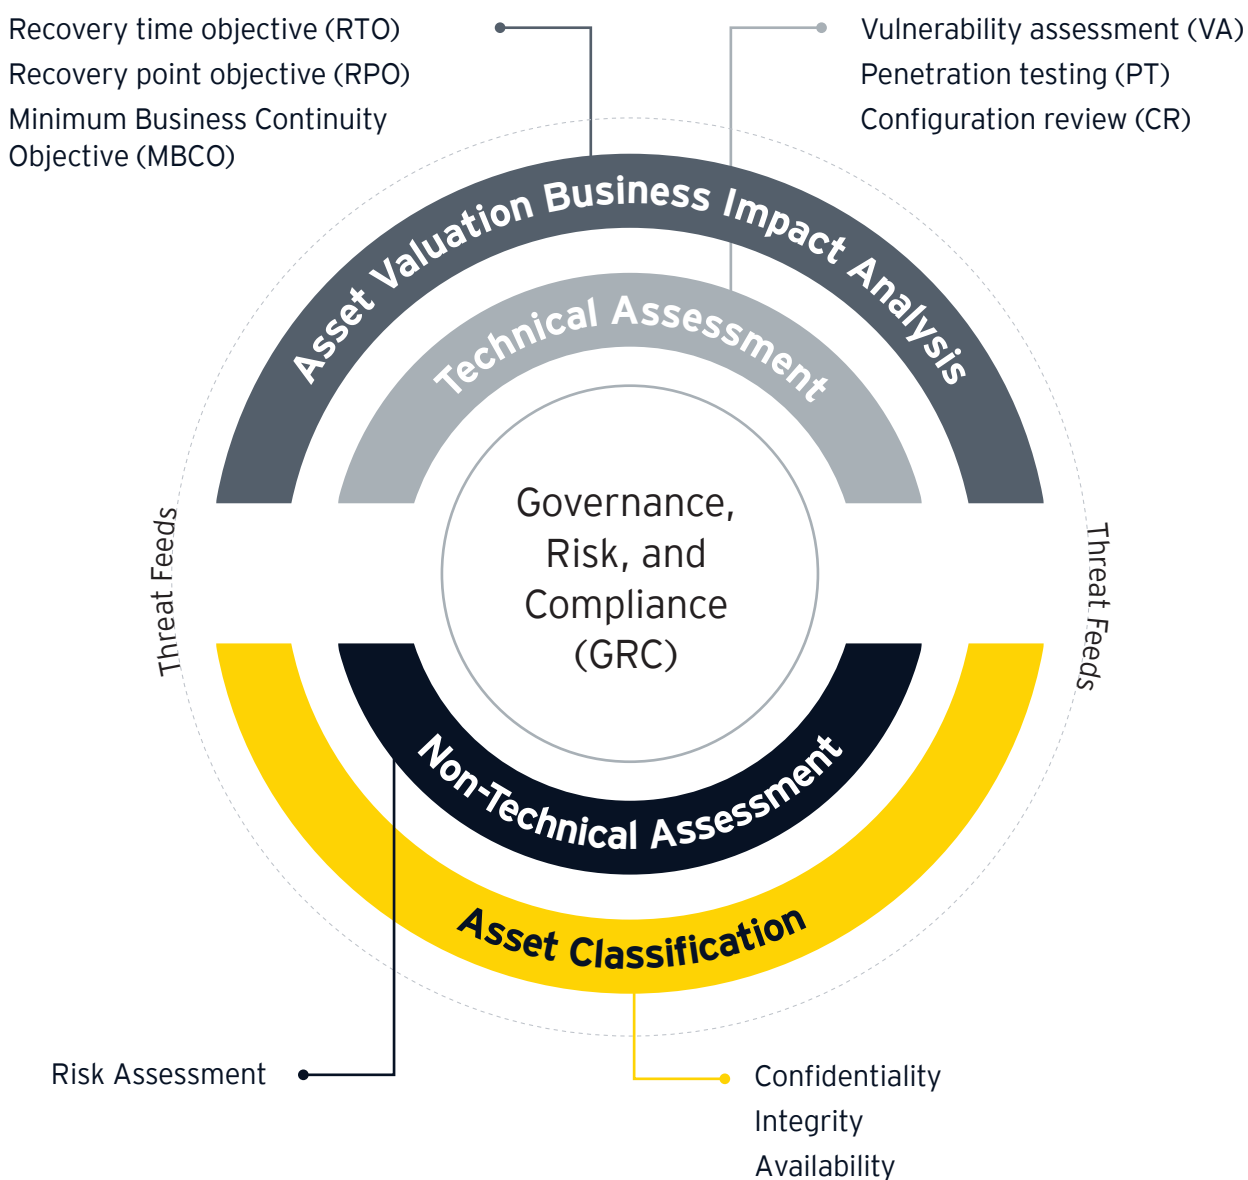 Recovery time objective (RTO)
Recovery point objective (RPO)
Minimum Business Continuity
Objective (MBCO)
Vulnerability assessment (VA)
Penetration testing (PT)
Configuration review (CR)
Asset Valuation Business Impact Analysis
Technical Assessment
Governance,
Risk, and
Compliance
(GRC)
Threat Feeds
Threat Feeds
Non-Technical Assessment
Asset Classification
Risk Assessment
Confidentiality
Integrity
Availability